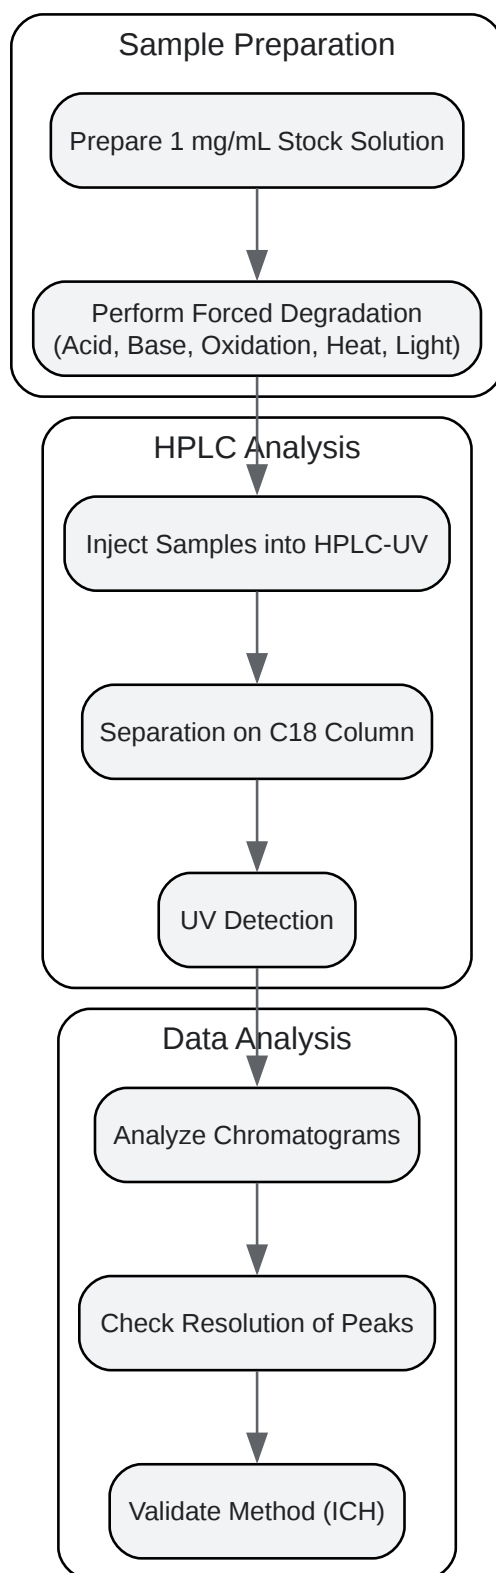 Sample Preparation
Prepare 1 mg/mL Stock Solution
Perform Forced Degradation
(Acid, Base, Oxidation, Heat, Light)
HPLC Analysis
Inject Samples into HPLC-UV
Separation on C18 Column
UV Detection
Data Analysis
Analyze Chromatograms
Check Resolution of Peaks
Validate Method (ICH)